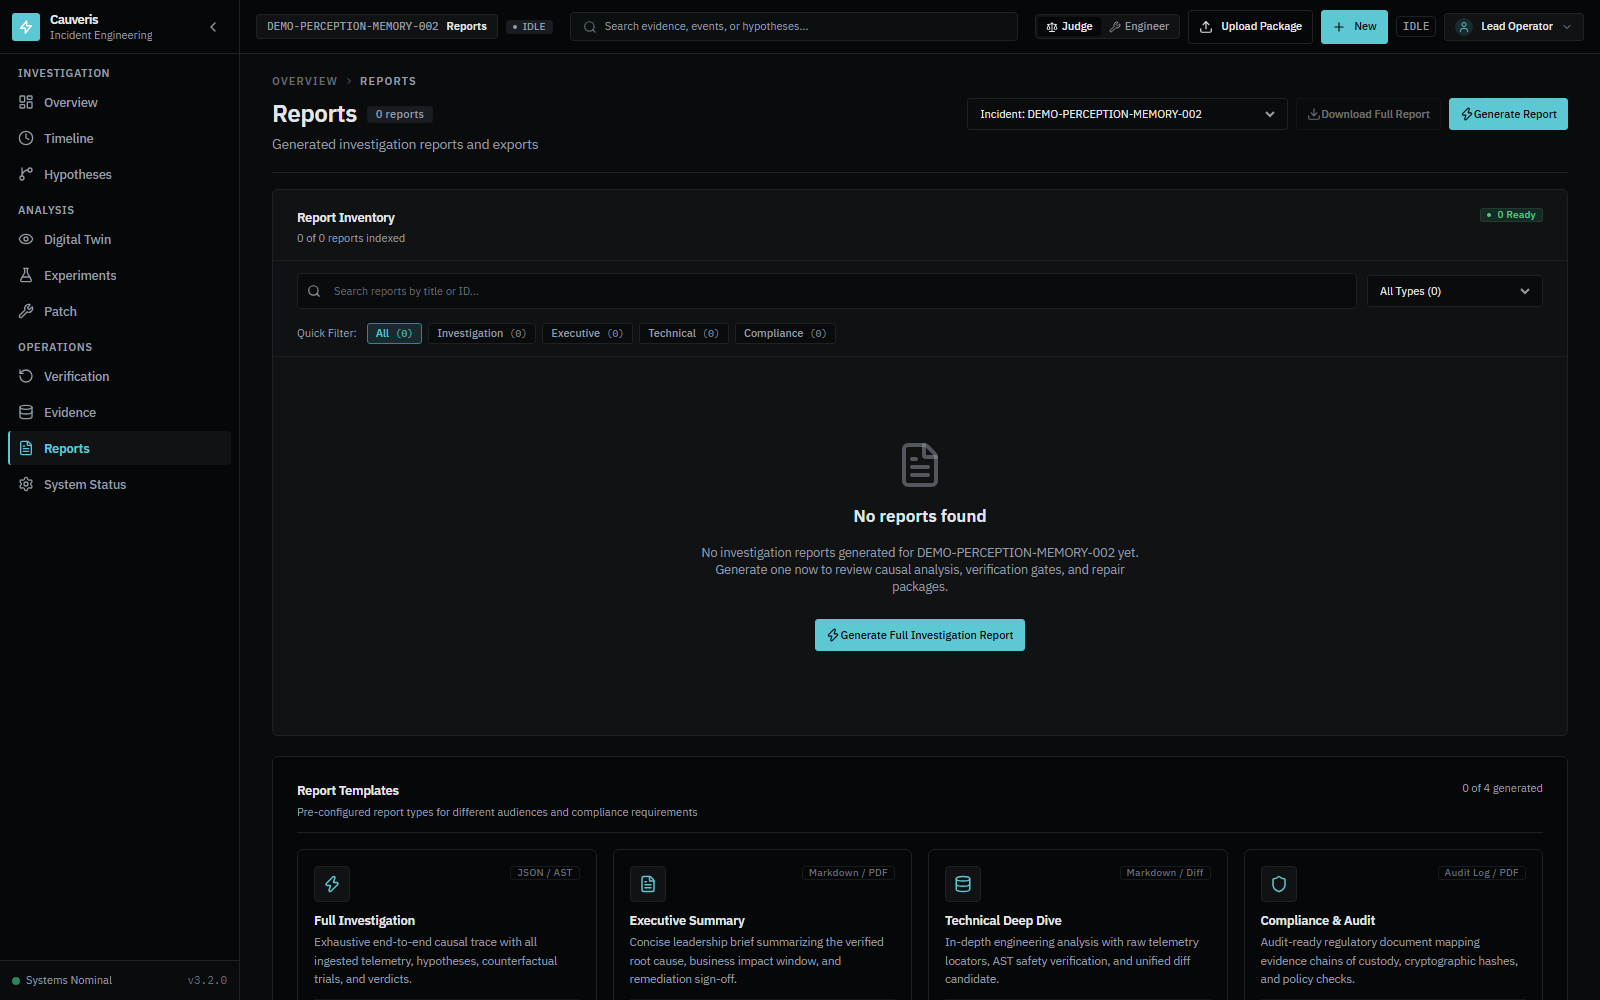 Cauveris
Incident Engineering
DEMO-PERCEPTION-MEMORY-002 Reports
IDLE
Search evidence, events, or hypotheses...
Judge
Engineer
Upload Package
New
IDLE
Lead Operator
INVESTIGATION
Overview
Timeline
Hypotheses
ANALYSIS
Digital Twin
Experiments
Patch
OPERATIONS
Verification
Evidence
Reports
System Status
Systems Nominal
v3.2.0
OVERVIEW > REPORTS
Reports
0 reports
Generated investigation reports and exports
Incident: DEMO-PERCEPTION-MEMORY-002
Download Full Report
Generate Report
Report Inventory
0 of 0 reports indexed
0 Ready
Search reports by title or ID...
All Types (0)
Quick Filter:
All (0)
Investigation (0)
Executive (0)
Technical (0)
Compliance (0)
No reports found
No investigation reports generated for DEMO-PERCEPTION-MEMORY-002 yet.
Generate one now to review causal analysis, verification gates, and repair
packages.
Generate Full Investigation Report
Report Templates
Pre-configured report types for different audiences and compliance requirements
0 of 4 generated
JSON / AST
Full Investigation
Exhaustive end-to-end causal trace with all
ingested telemetry, hypotheses, counterfactual
trials, and verdicts.
Markdown / PDF
Executive Summary
Concise leadership brief summarizing the verified
root cause, business impact window, and
remediation sign-off.
Markdown / Diff
Technical Deep Dive
In-depth engineering analysis with raw telemetry
locators, AST safety verification, and unified diff
candidate.
Audit Log / PDF
Compliance & Audit
Audit-ready regulatory document mapping
evidence chains of custody, cryptographic hashes,
and policy checks.